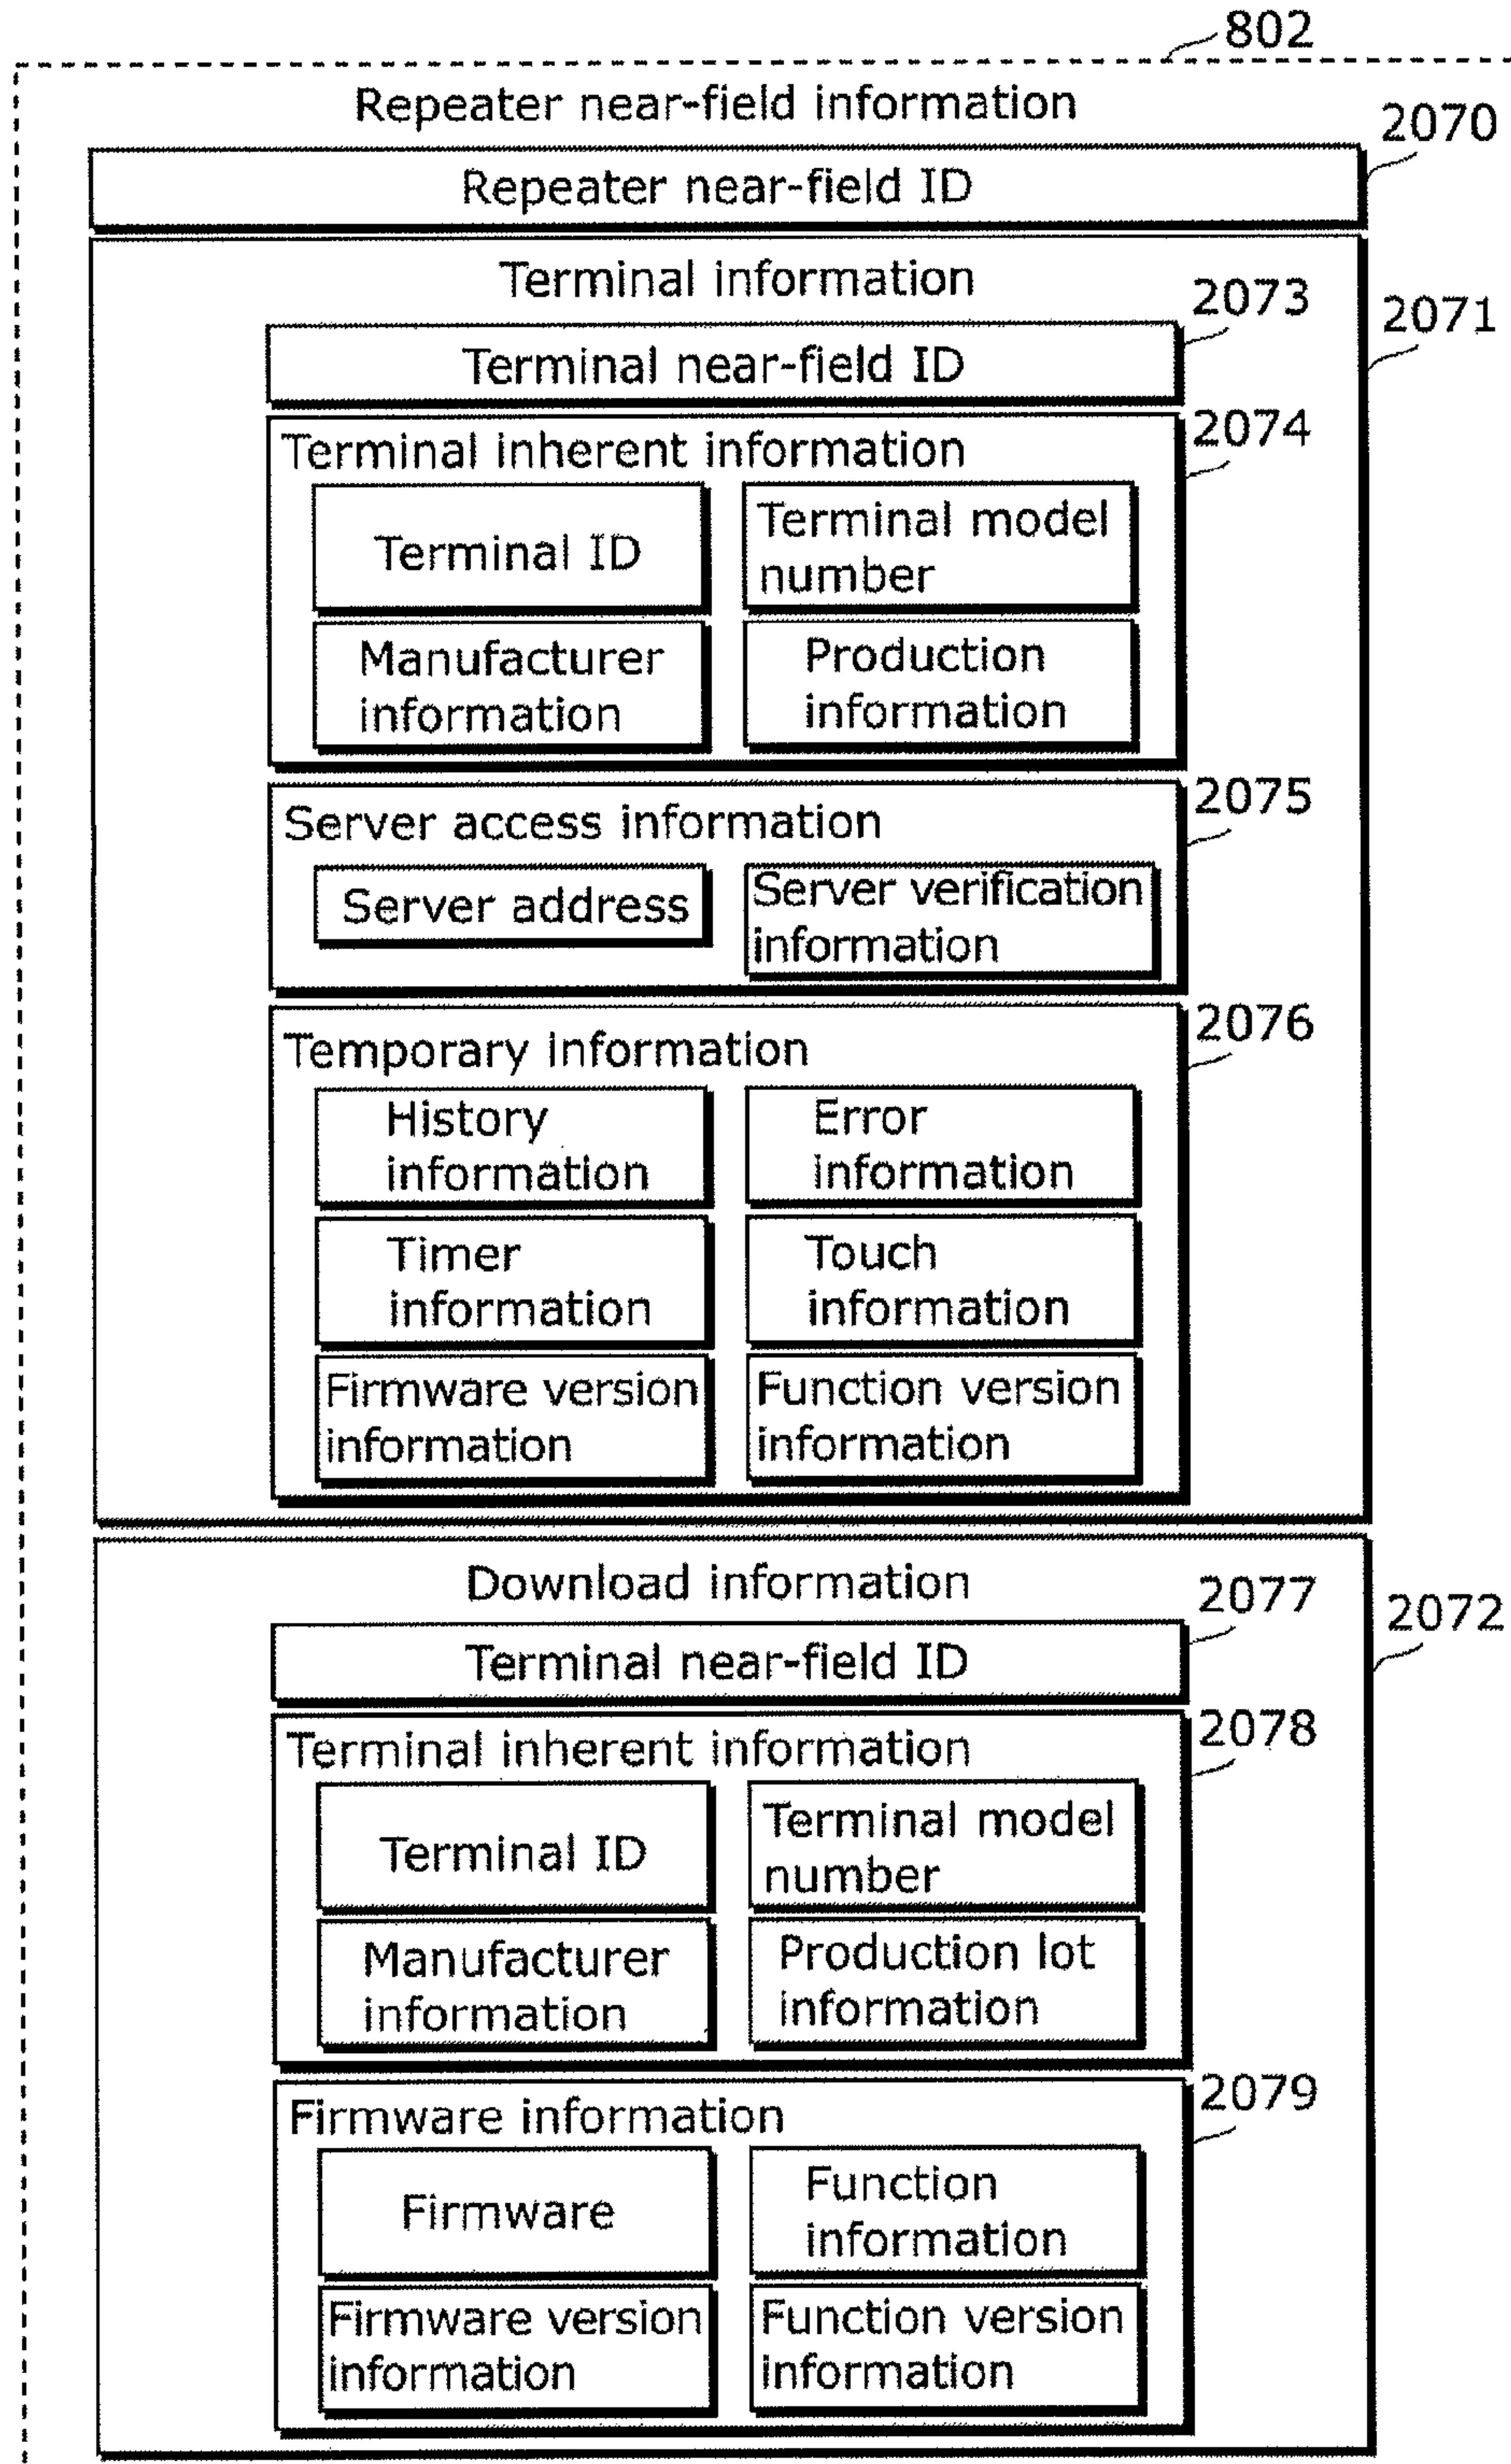 802
Repeater near-field information
2070
Repeater near-field ID
Terminal information
2073
2071
Terminal near-field ID
2074
Terminal inherent information
Terminal ID
Terminal model
number
Manufacturer
information
Production
information
2075
Server access information
Server address
Server verification
information
2076
Temporary information
History
information
Error
information
Timer
information
Touch
information
Firmware version
information
Function version
information
Download information
2077
2072
Terminal near-field ID
2078
Terminal inherent information
Terminal ID
Terminal model
number
Manufacturer
information
Production lot
information
2079
Firmware information
Firmware
Function
information
Firmware version
information
Function version
information